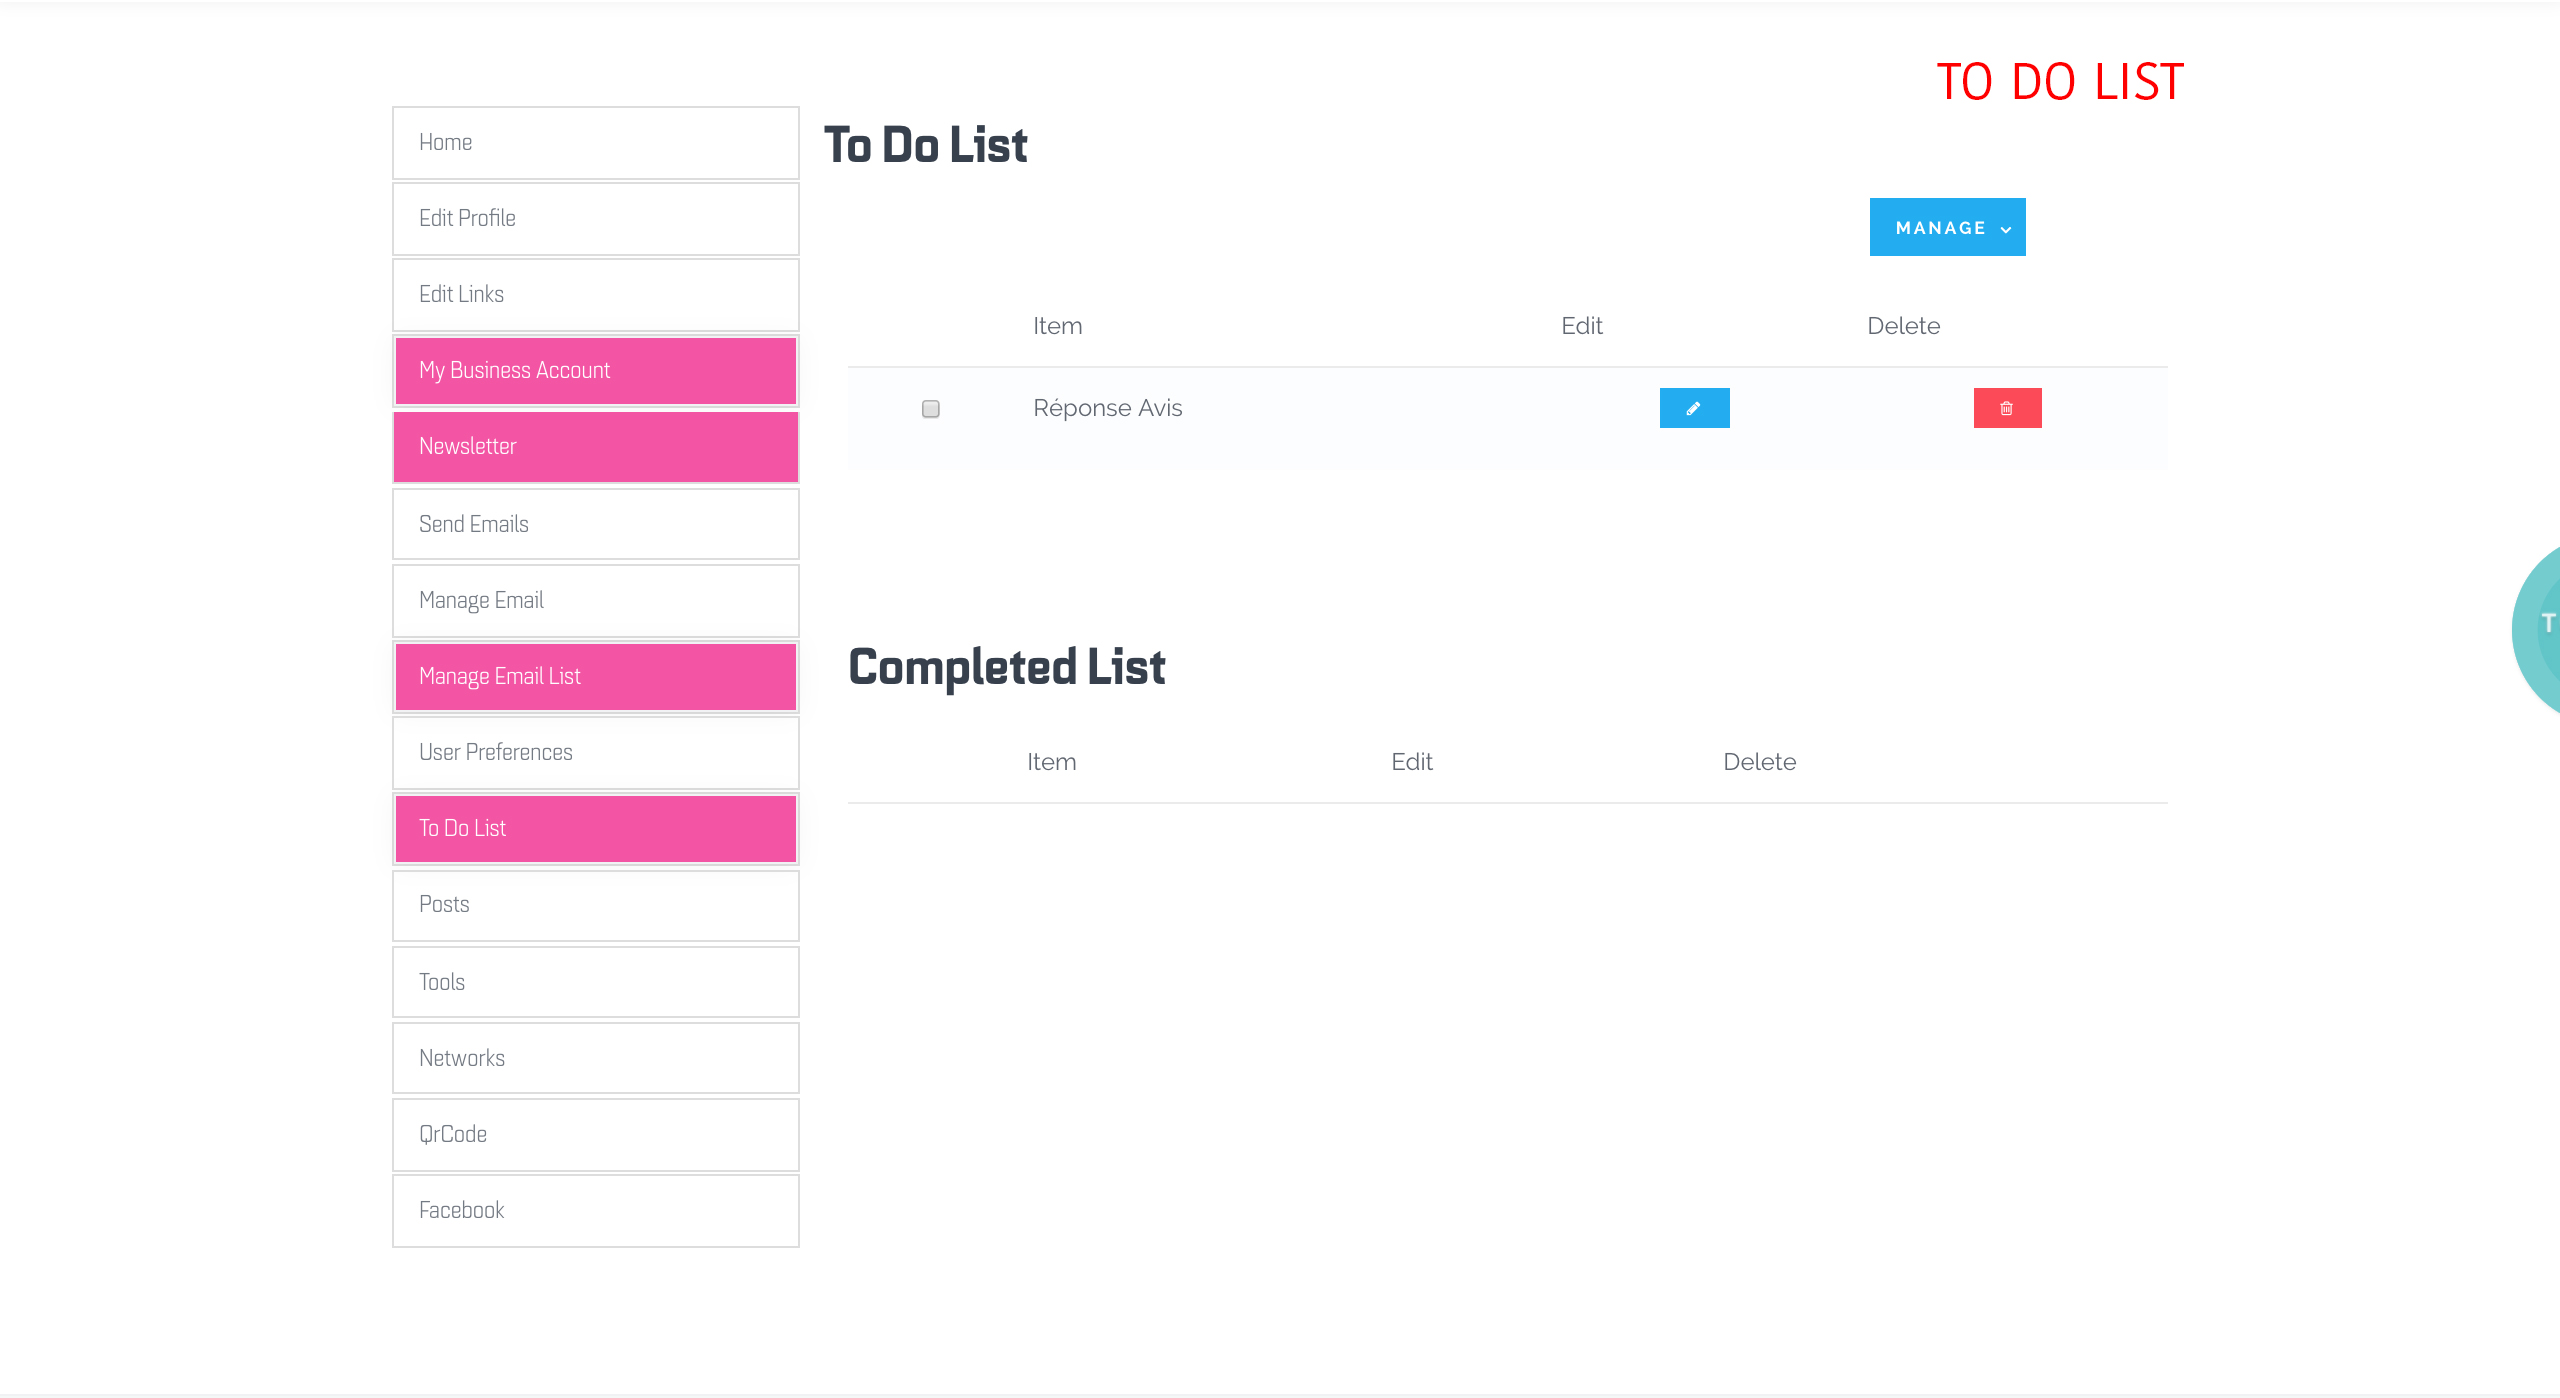 TO DO LIST
Home
Edit Profile
Edit Links
My Business Account
Newsletter
Send Emails
Manage Email
Manage Email List
User Preferences
To Do List
Posts
Tools
Networks
QrCode
Facebook
To Do List
MANAGE
Item Edit Delete
Réponse Avis
Completed List
Item Edit Delete
T